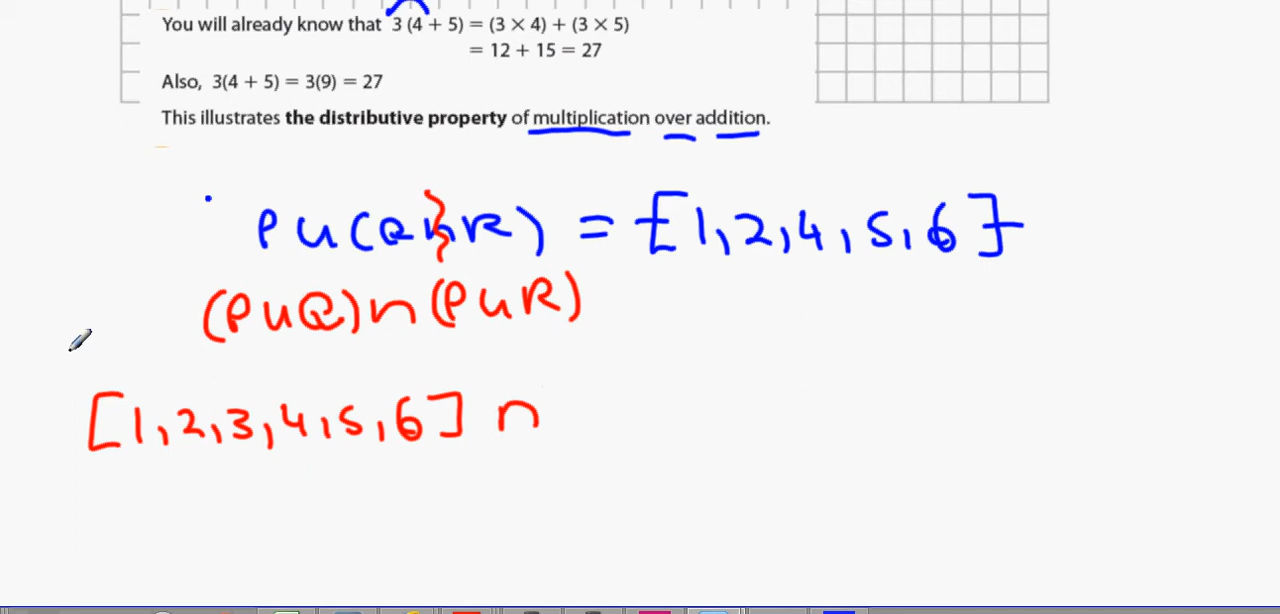 You will already know that 3 (4 + 5) = (3 × 4) + (3 × 5)
= 12 + 15 = 27
Also, 3(4 + 5) = 3(9) = 27
This illustrates the distributive property of multiplication over addition.
P U (Q ∩ R) = {1, 2, 4, 5, 6}
(P U Q) ∩ (P U R)
[1, 2, 3, 4, 5, 6] ∩